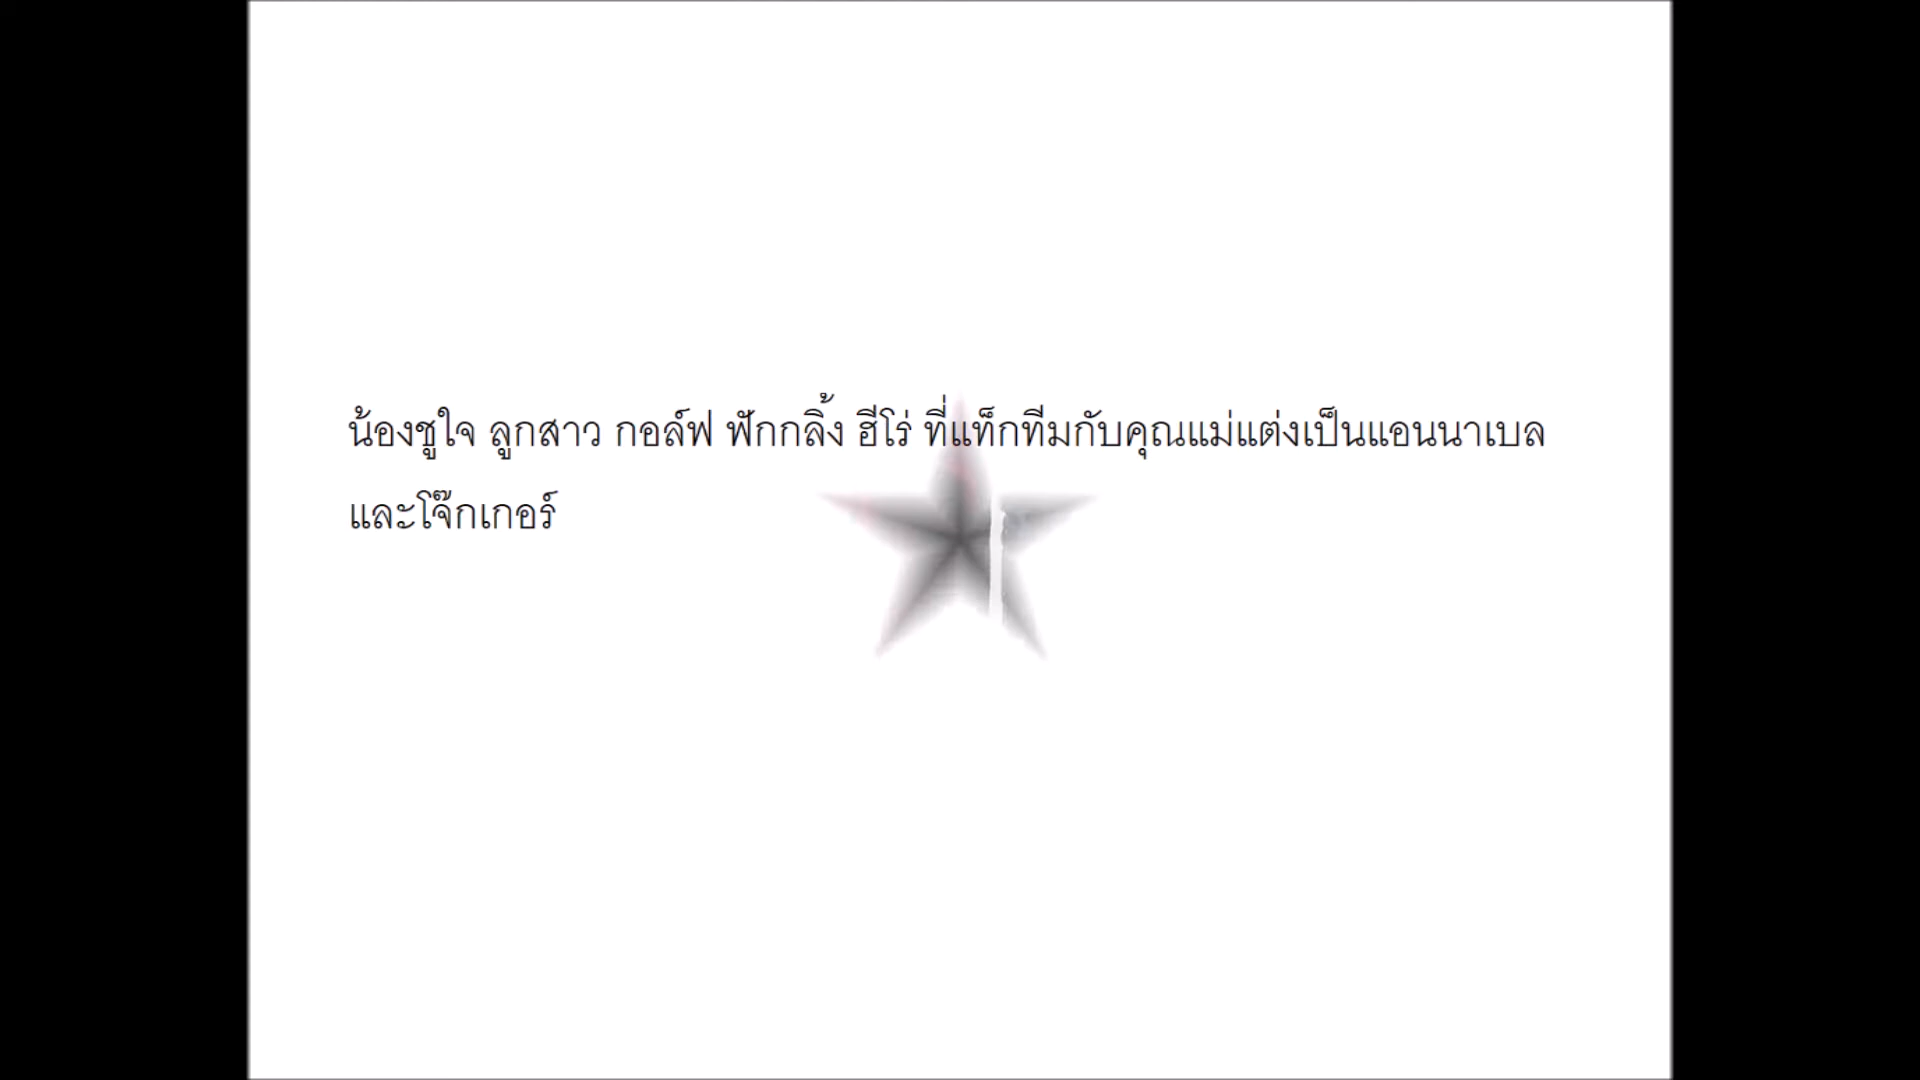 น้องชูใจ ลูกสาว กอล์ฟ ฟักกลิ้ง ฮีโร่ ที่แท็กทีมกับคุณแม่แต่งเป็นแอนนาเบล
และโจ๊กเกอร์